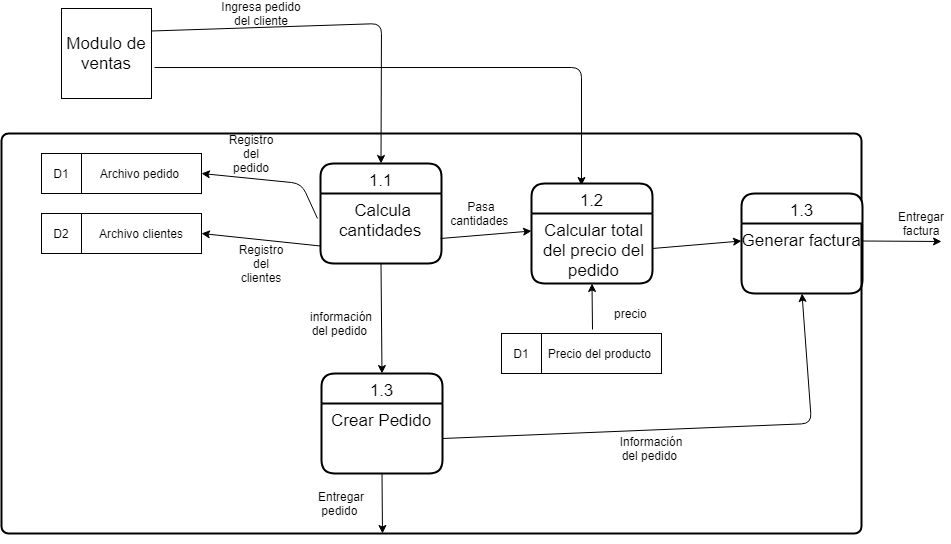 Ingresa pedido
del cliente
Modulo de
ventas
Registro
del
pedido
D1
Archivo pedido
D2
Archivo clientes
Registro
del
clientes
1.1
Calcula
cantidades
Pasa
cantidades
1.2
Calcular total
del precio del
pedido
1.3
Generar factura
Entregar
factura
información
del pedido
precio
D1
Precio del producto
1.3
Crear Pedido
Información
del pedido
Entregar
pedido